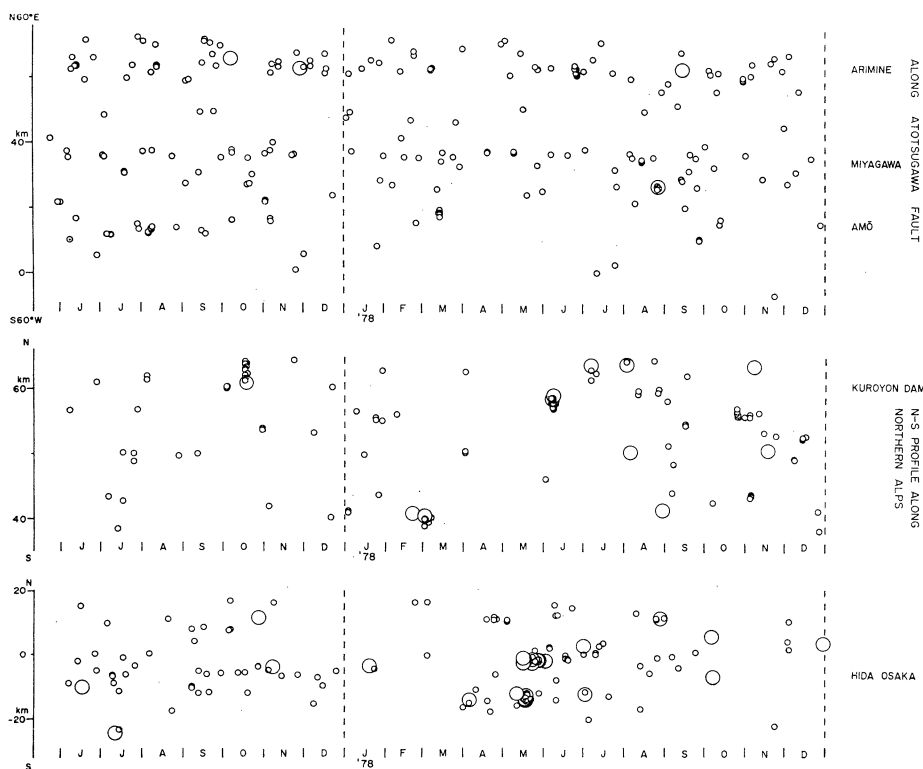 N60°E
km
40
0
S60°W
J J A S O N D J F M A M J J A S O N D
'78
ARIMINE
MIYAGAWA
AMŌ
ALONG ATOTSUGAWA FAULT
N
km
60
40
S
J J A S O N D J F M A M J J A S O N D
'78
KUROYON DAM
N-S PROFILE ALONG
NORTHERN ALPS
N
20
0
km
-20
S
J J A S O N D J F M A M J J A S O N D
'78
HIDA OSAKA